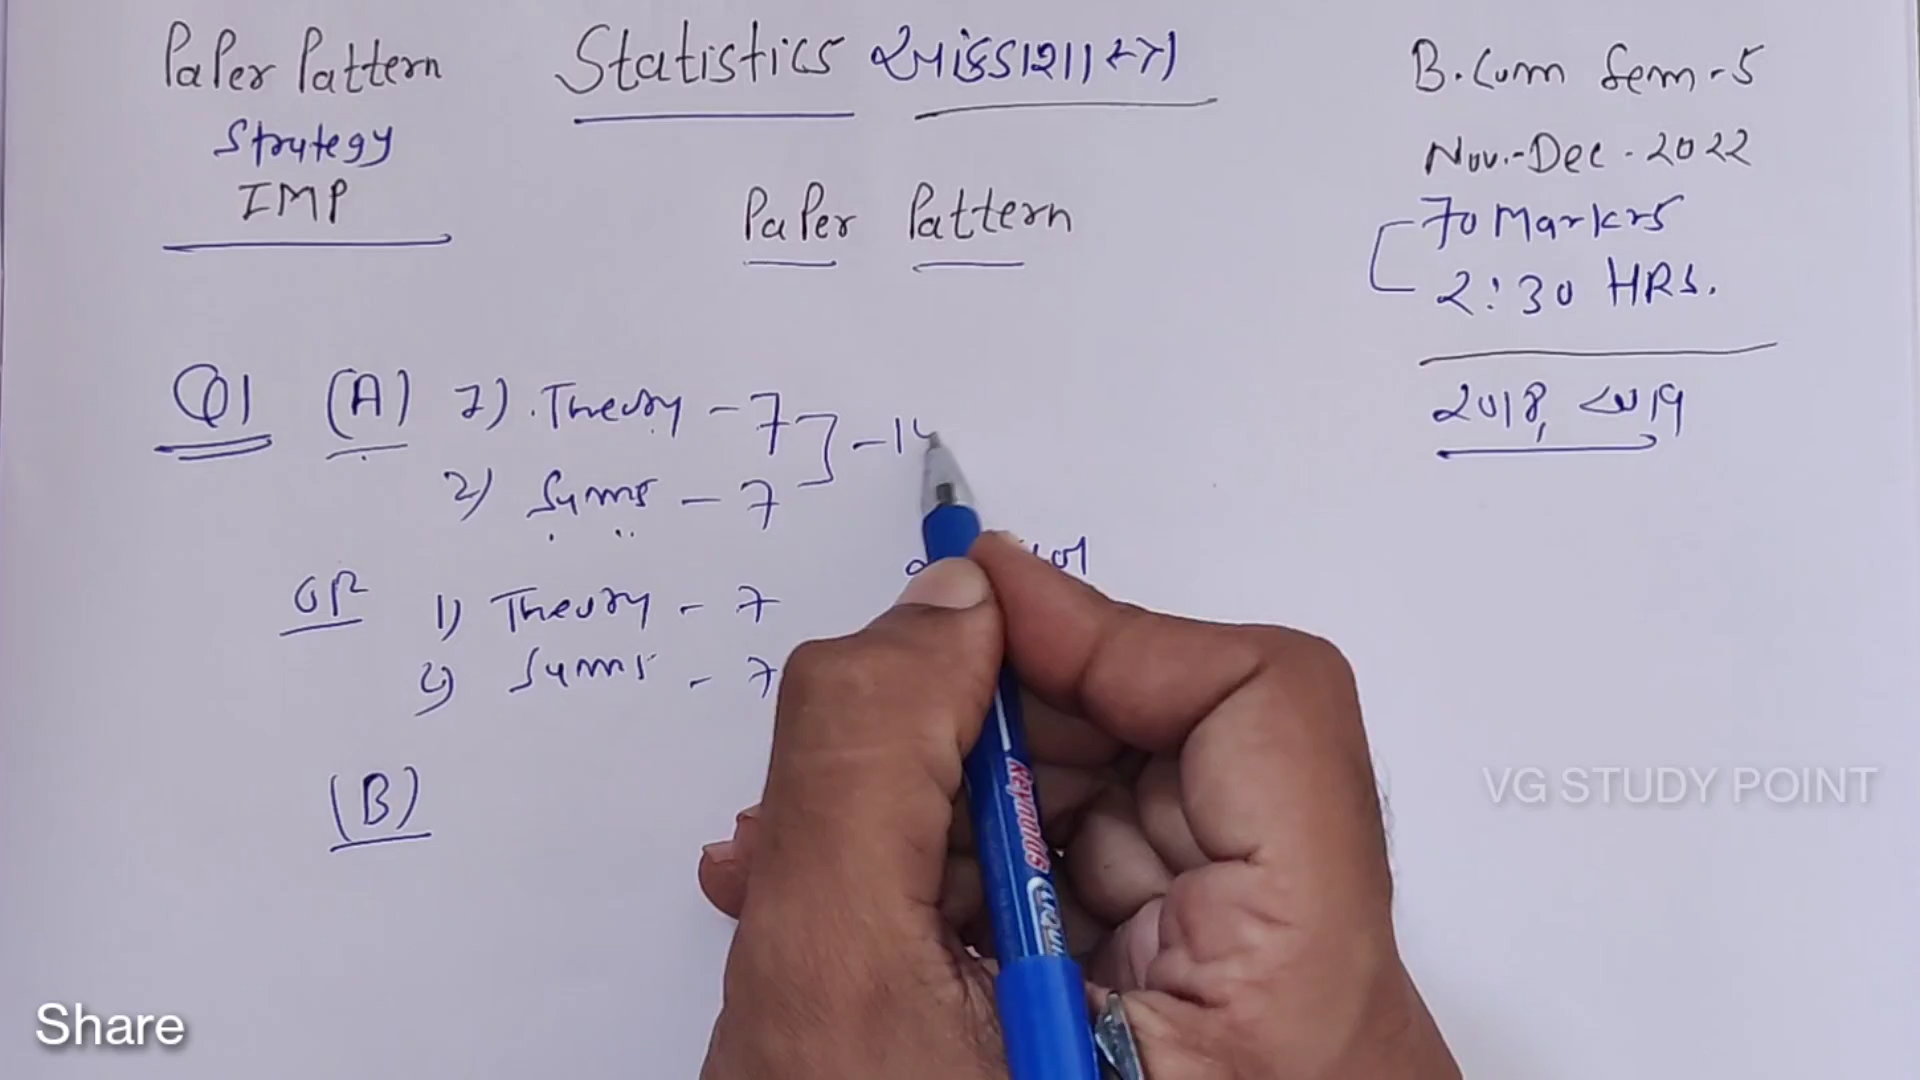 Paper Pattern
Strategy
IMP
Statistics આંકડાશાસ્ત્ર
Paper Pattern
B.Com Sem-5
Nov.-Dec.2022
70 Marks
2:30 HRS.
2018, 2019
Q1 (A) 1) Theory - 7
2) Sums - 7
- 14
OR 1) Theory - 7
2) Sums - 7
(B)
VG STUDY POINT
Share
Reynolds